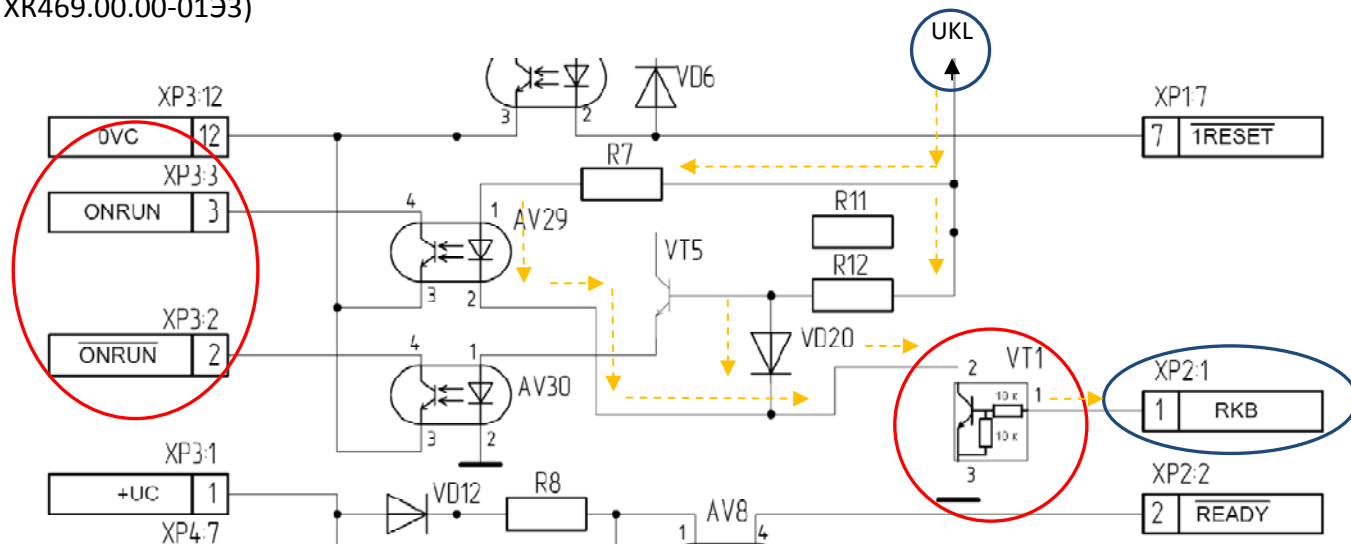 ХК469.00.00-01Э3)
UKL
VD6
XP3:12
3
2
XP1:7
0VC 12
7 1RESET
XP3:3
R7
ONRUN 3
4
1
AV29
R11
VT5
3
2
R12
XP3:2
VD20
ONRUN 2
4
1
2
VT1
XP2:1
AV30
10 к
1
1 RKB
10 к
3
2
XP3:1
3
XP2:2
+UC 1
VD12
R8
AV8
1
4
2 READY
XP4:7